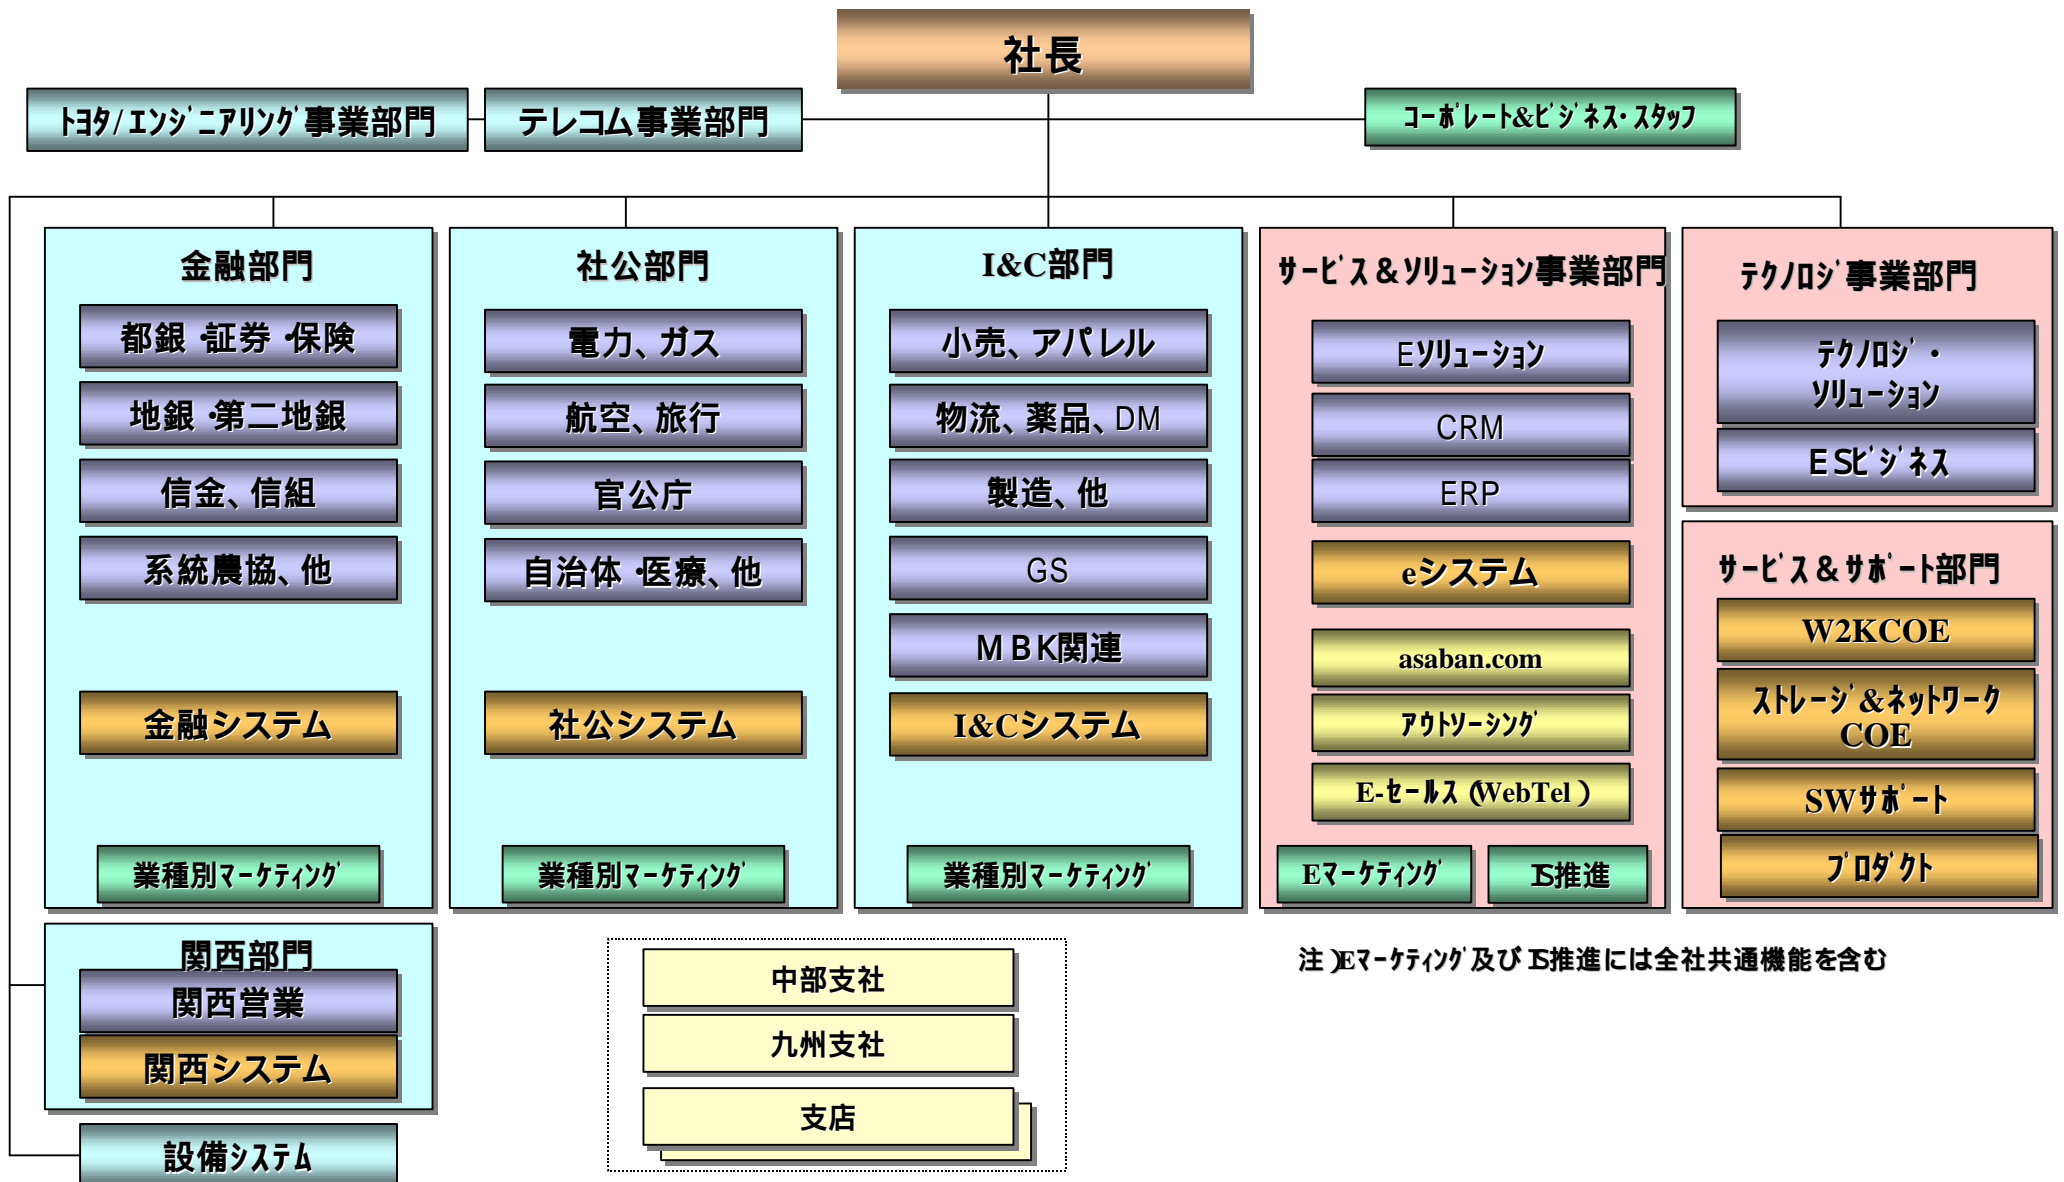 社長
ﾄﾖﾀ/ｴﾝｼﾞﾆｱﾘﾝｸﾞ事業部門
テレコム事業部門
ｺｰﾎﾟﾚｰﾄ&ﾋﾞｼﾞﾈｽ･ｽﾀｯﾌ
金融部門
都銀・証券・保険
地銀・第二地銀
信金、信組
系統農協、他
金融システム
業種別ﾏｰｹﾃｨﾝｸﾞ
社公部門
電力、ガス
航空、旅行
官公庁
自治体・医療、他
社公システム
業種別ﾏｰｹﾃｨﾝｸﾞ
I&C部門
小売、アパレル
物流、薬品、DM
製造、他
GS
ＭＢＫ関連
I&Cシステム
業種別ﾏｰｹﾃｨﾝｸﾞ
ｻｰﾋﾞｽ＆ｿﾘｭｰｼｮﾝ事業部門
Eｿﾘｭｰｼｮﾝ
CRM
ERP
eシステム
asaban.com
ｱｳﾄｿｰｼﾝｸﾞ
E-ｾｰﾙｽ（WebTel）
Eﾏｰｹﾃｨﾝｸﾞ
IS推進
ﾃｸﾉﾛｼﾞ事業部門
ﾃｸﾉﾛｼﾞ・
ｿﾘｭｰｼｮﾝ
ＥＳﾋﾞｼﾞﾈｽ
ｻｰﾋﾞｽ＆ｻﾎﾟｰﾄ部門
W2KCOE
ｽﾄﾚｰｼﾞ&ﾈｯﾄﾜｰｸ
COE
SWｻﾎﾟｰﾄ
ﾌﾟﾛﾀﾞｸﾄ
関西部門
関西営業
関西システム
設備ｼｽﾃﾑ
中部支社
九州支社
支店
注）Eﾏｰｹﾃｨﾝｸﾞ及びIS推進には全社共通機能を含む